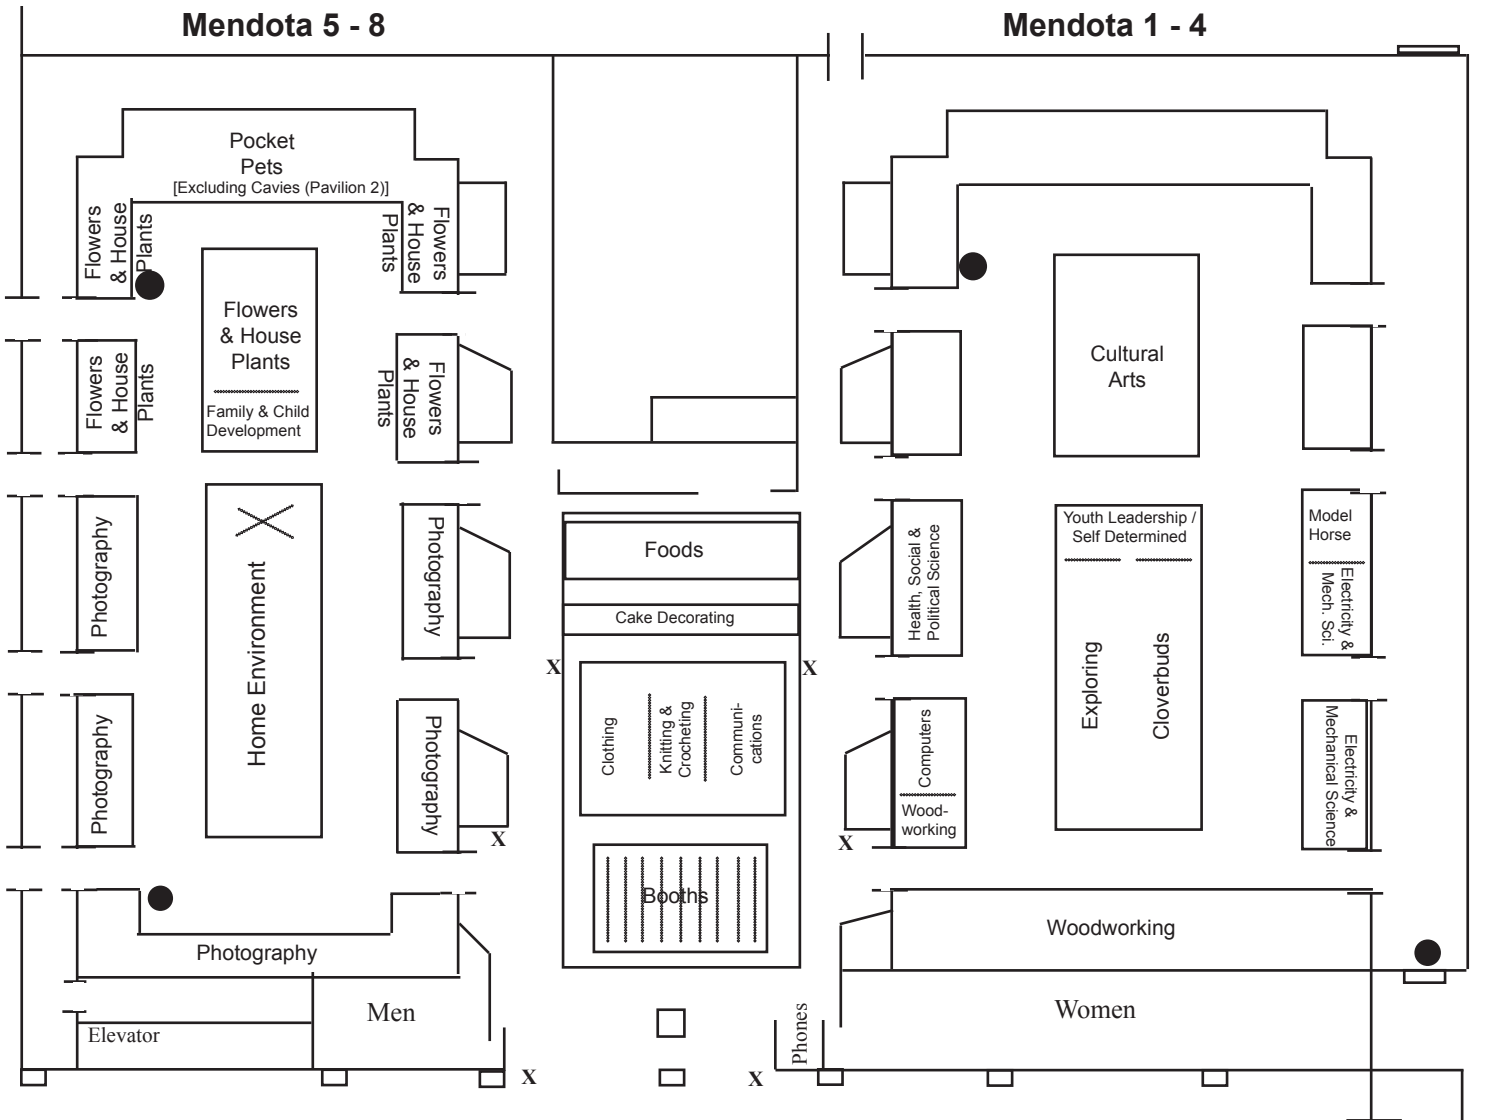 Mendota 5 - 8
Mendota 1 - 4
Pocket
Pets
[Excluding Cavies (Pavilion 2)]
Flowers
& House
Plants
Flowers
& House
Plants
Flowers
& House
Plants
Family & Child
Development
Flowers
& House
Plants
Flowers
& House
Plants
Photography
Home Environment
Photography
Photography
Photography
X
Photography
Men
Elevator
X
Foods
Cake Decorating
X
X
Clothing
Knitting &
Crocheting
Communi-
cations
Booths
X
Phones
Cultural
Arts
Health, Social &
Political Science
Youth Leadership /
Self Determined
Exploring
Cloverbuds
Model
Horse
Electricity &
Mech. Sci.
Computers
Wood-
working
X
Electricity &
Mechanical Science
Woodworking
Women